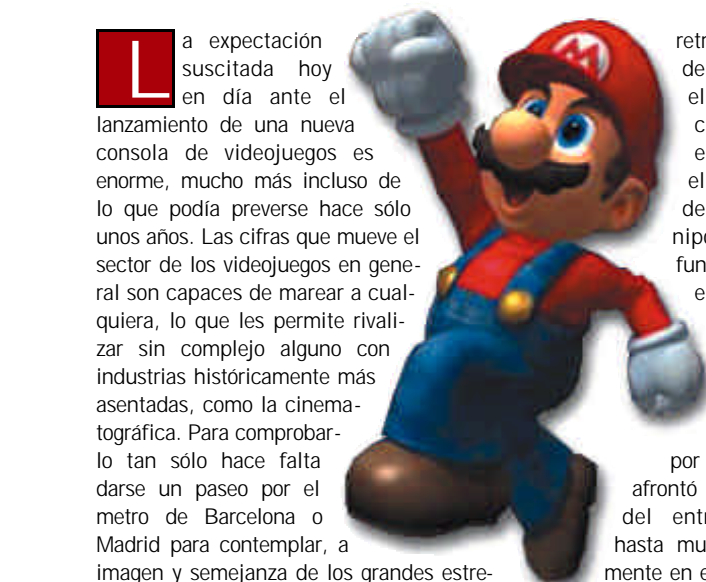 La expectación
suscitada hoy
en día ante el
lanzamiento de una nueva
consola de videojuegos es
enorme, mucho más incluso de
lo que podía preverse hace sólo
unos años. Las cifras que mueve el
sector de los videojuegos en gene-
ral son capaces de marear a cual-
quiera, lo que les permite rivali-
zar sin complejo alguno con
industrias históricamente más
asentadas, como la cinema-
tográfica. Para comprobar-
lo tan sólo hace falta
darse un paseo por el
metro de Barcelona o
Madrid para contemplar, a
imagen y semejanza de los grandes estre-
M
retr
de
el
c
e
el
de
nipo
fun
e
por
afrontó
del entr
hasta mu
mente en e